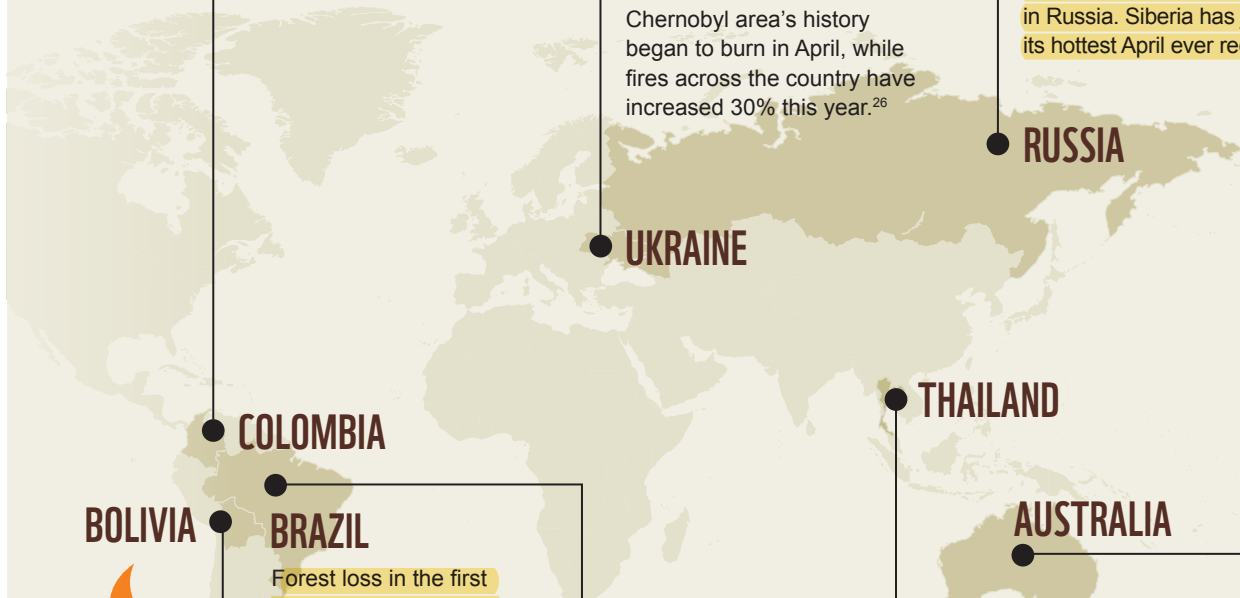 Chernobyl area's history
began to burn in April, while
fires across the country have
increased 30% this year.26
in Russia. Siberia has
its hottest April ever
RUSSIA
UKRAINE
THAILAND
COLOMBIA
BOLIVIA
BRAZIL
AUSTRALIA
Forest loss in the first